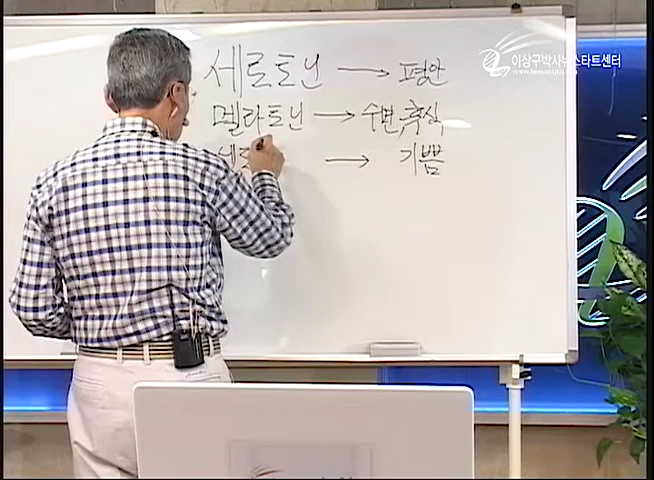 이상구박사뉴스타트센터
세로토닌 → 평안
멜라토닌 → 수면, 휴식
→ 기쁨